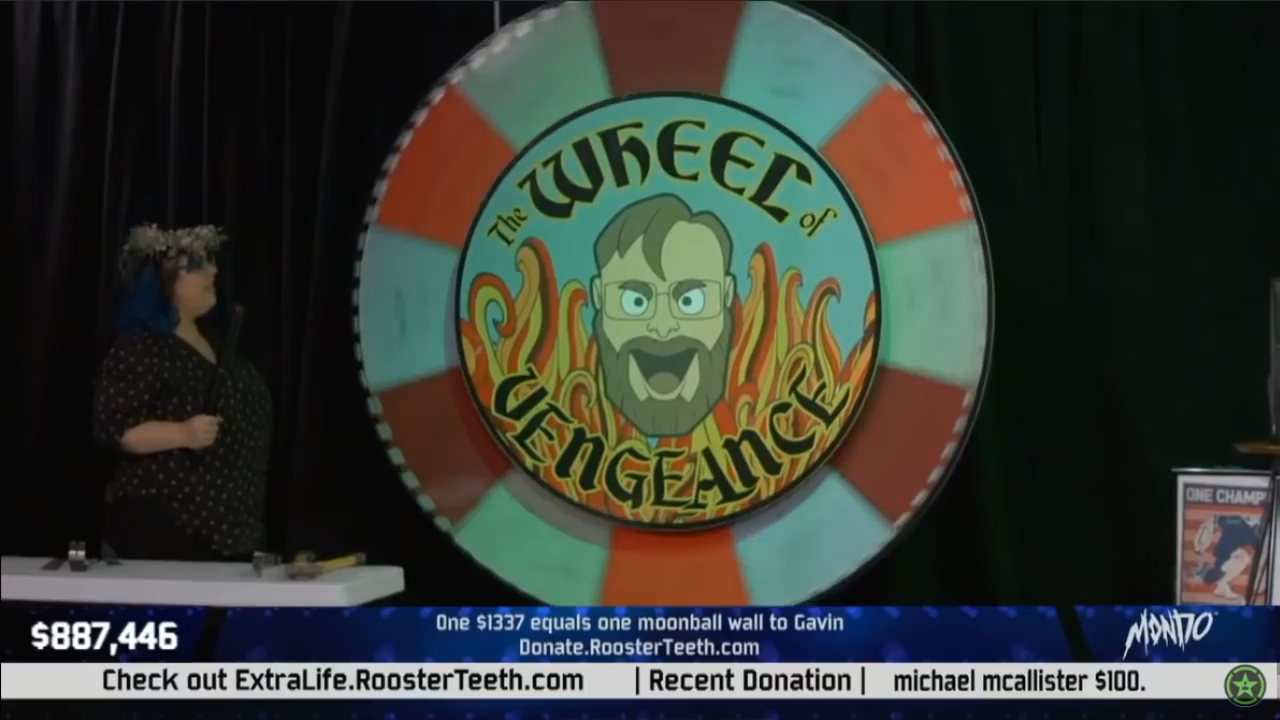 The WHEEL of
VENGEANCE
ONE CHAMP
$887,446
One $1337 equals one moonball wall to Gavin
Donate.RoosterTeeth.com
MONDO
Check out ExtraLife.RoosterTeeth.com | Recent Donation | michael mcallister $100.